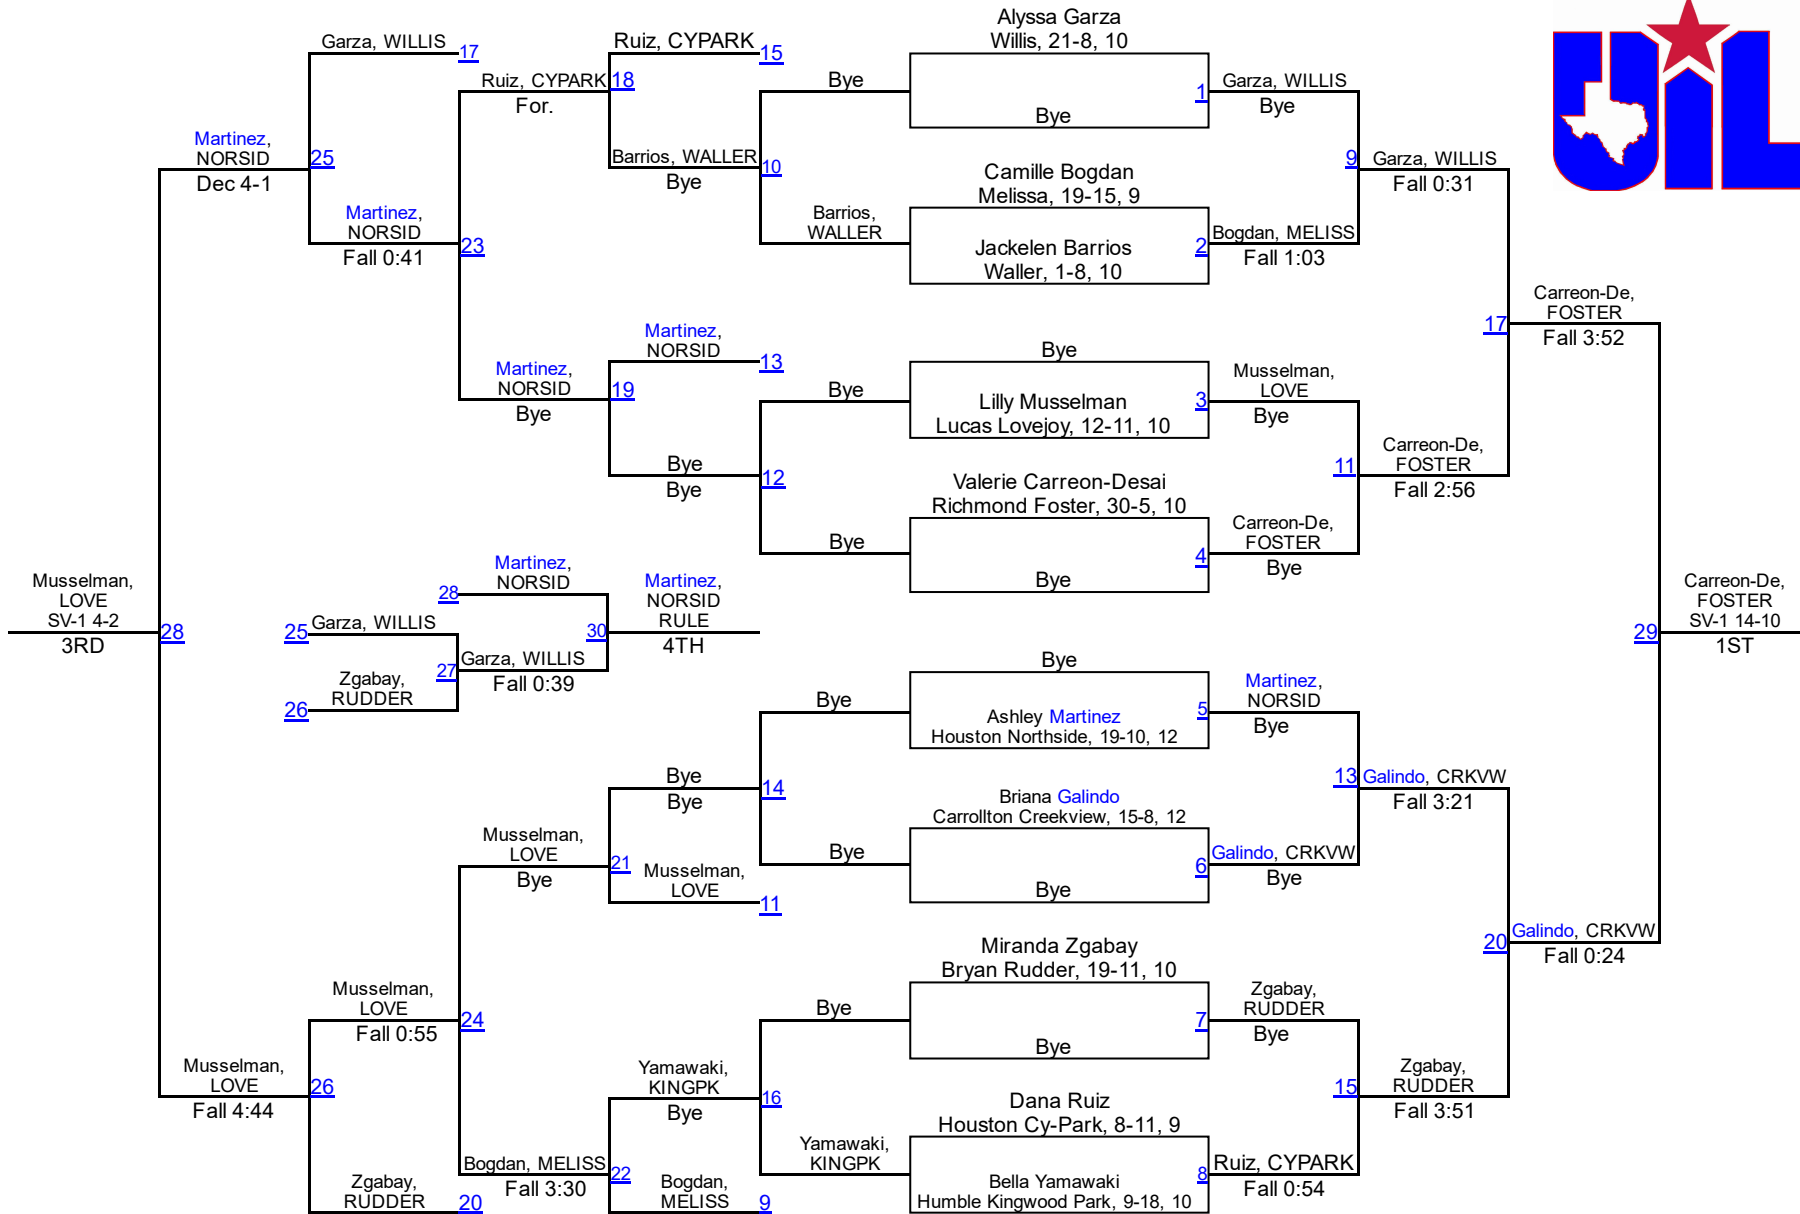 Alyssa Garza
Willis, 21-8, 10
Bye
1
Camille Bogdan
Melissa, 19-15, 9
Jackelen Barrios
Waller, 1-8, 10
2
Bye
Lilly Musselman
Lucas Lovejoy, 12-11, 10
3
Valerie Carreon-Desai
Richmond Foster, 30-5, 10
Bye
4
Bye
Ashley Martinez
Houston Northside, 19-10, 12
5
Briana Galindo
Carrollton Creekview, 15-8, 12
Bye
6
Miranda Zgabay
Bryan Rudder, 19-11, 10
Bye
7
Dana Ruiz
Houston Cy-Park, 8-11, 9
Bella Yamawaki
Humble Kingwood Park, 9-18, 10
8
Garza, WILLIS
Bye
9
Bogdan, MELISS
Fall 1:03
Musselman,
LOVE
Bye
11
Carreon-De,
FOSTER
Bye
Martinez,
NORSID
Bye
13
Galindo, CRKVW
Bye
Zgabay,
RUDDER
Bye
15
Ruiz, CYPARK
Fall 0:54
Garza, WILLIS
Fall 0:31
17
Carreon-De,
FOSTER
Fall 2:56
Galindo, CRKVW
Fall 3:21
20
Zgabay,
RUDDER
Fall 3:51
Carreon-De,
FOSTER
Fall 3:52
29
Galindo, CRKVW
Fall 0:24
Carreon-De,
FOSTER
SV-1 14-10
1ST
UIL
Bye
10
Barrios,
WALLER
Bye
12
Bye
Bye
14
Bye
Bye
16
Yamawaki,
KINGPK
Ruiz, CYPARK
15
18
Barrios, WALLER
Bye
Martinez,
NORSID
13
19
Bye
Bye
Bye
Bye
21
Musselman,
LOVE
11
Yamawaki,
KINGPK
Bye
22
Bogdan,
MELISS
9
Ruiz, CYPARK
For.
23
Martinez,
NORSID
Bye
Musselman,
LOVE
Bye
24
Bogdan, MELISS
Fall 3:30
Garza, WILLIS
17
25
Martinez,
NORSID
Fall 0:41
Musselman,
LOVE
Fall 0:55
26
Zgabay,
RUDDER
20
Martinez,
NORSID
Dec 4-1
28
Musselman,
LOVE
Fall 4:44
Musselman,
LOVE
SV-1 4-2
3RD
Martinez,
NORSID
28
25
Garza, WILLIS
27
Zgabay,
RUDDER
26
Garza, WILLIS
Fall 0:39
30
Martinez,
NORSID
RULE
4TH